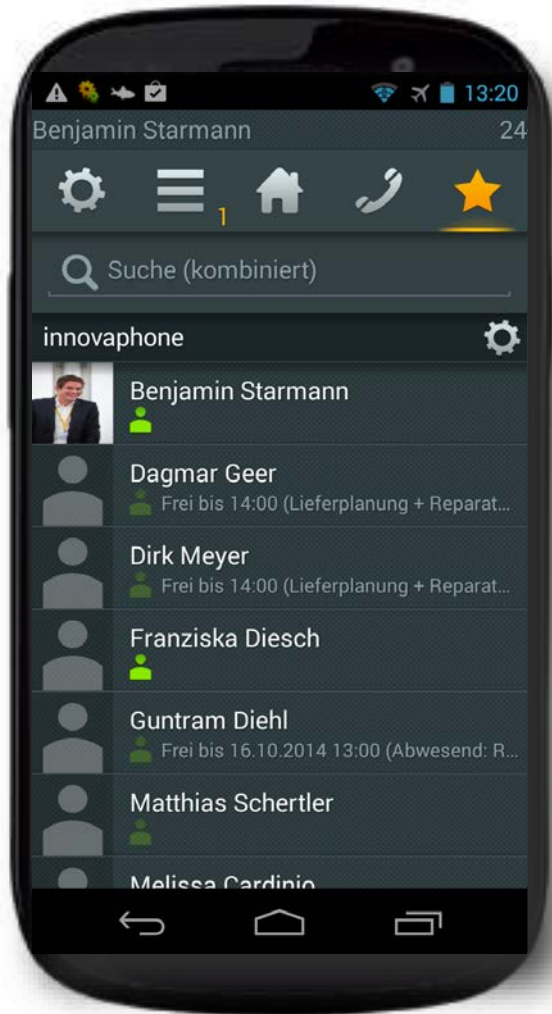 13:20
Benjamin Starmann 24
1
Suche (kombiniert)
innovaphone
Benjamin Starmann
Dagmar Geer
Frei bis 14:00 (Lieferplanung + Reparat...
Dirk Meyer
Frei bis 14:00 (Lieferplanung + Reparat...
Franziska Diesch
Guntram Diehl
Frei bis 16.10.2014 13:00 (Abwesend: R...
Matthias Schertler
Melissa Cardinio